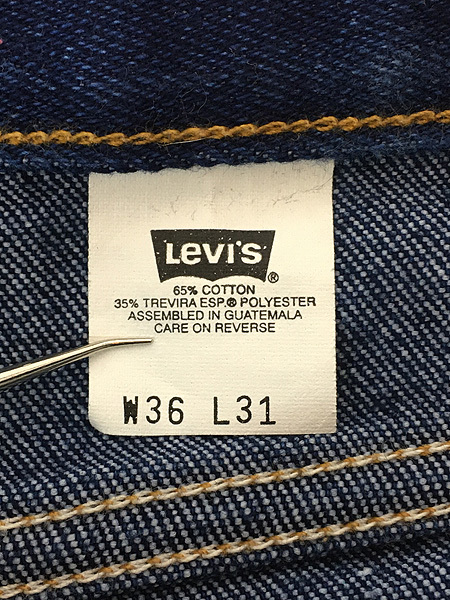 Levi's ®
65% COTTON
35% TREVIRA ESP.® POLYESTER
ASSEMBLED IN GUATEMALA
CARE ON REVERSE
W36 L31